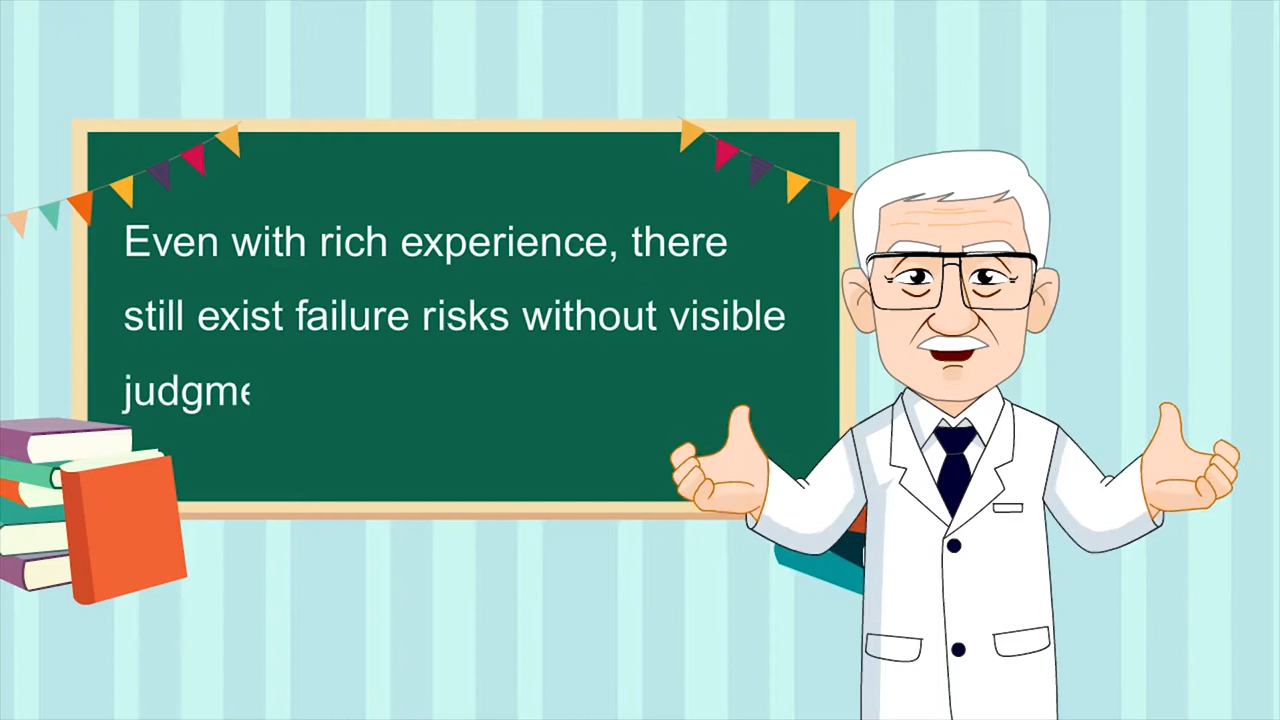 Even with rich experience, there
still exist failure risks without visible
judgme